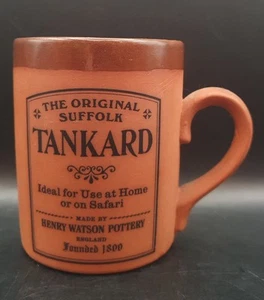 THE ORIGINAL
SUFFOLK
TANKARD
Ideal for Use at Home
or on Safari
MADE BY
HENRY WATSON POTTERY
ENGLAND
Founded 1800